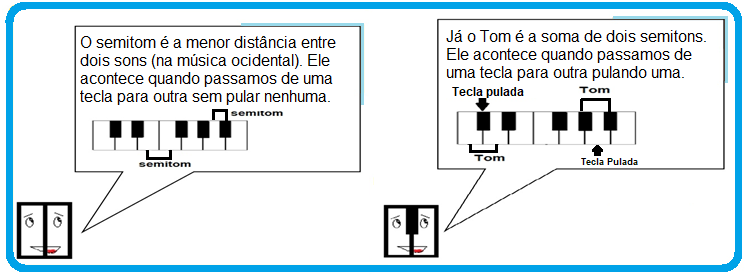 O semitom é a menor distância entre
dois sons (na música ocidental). Ele
acontece quando passamos de uma
tecla para outra sem pular nenhuma.
semitom
semitom
Já o Tom é a soma de dois semitons.
Ele acontece quando passamos de
uma tecla para outra pulando uma.
Tecla pulada
Tom
Tom
Tecla Pulada